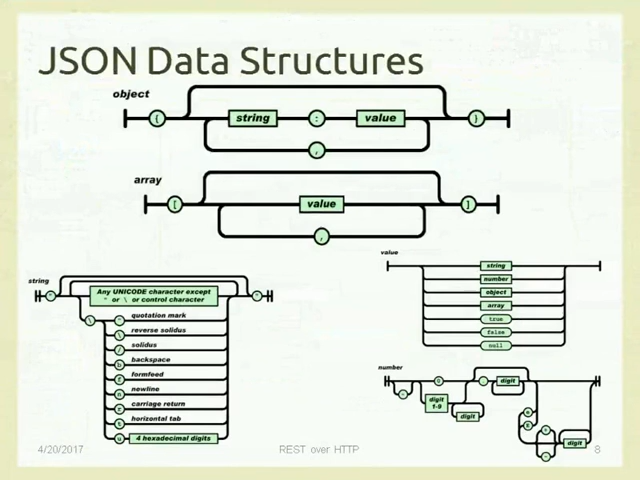 JSON Data Structures
object
{ string : value }
,
array
[ value ]
,
string
" Any UNICODE character except "
" or \ or control character
\ " quotation mark
\ reverse solidus
/ solidus
b backspace
f formfeed
n newline
r carriage return
t horizontal tab
u 4 hexadecimal digits
value
string
number
object
array
true
false
null
number
- 0 . digit
digit
1-9
digit
e
E
+
-
digit
4/20/2017 REST over HTTP 8